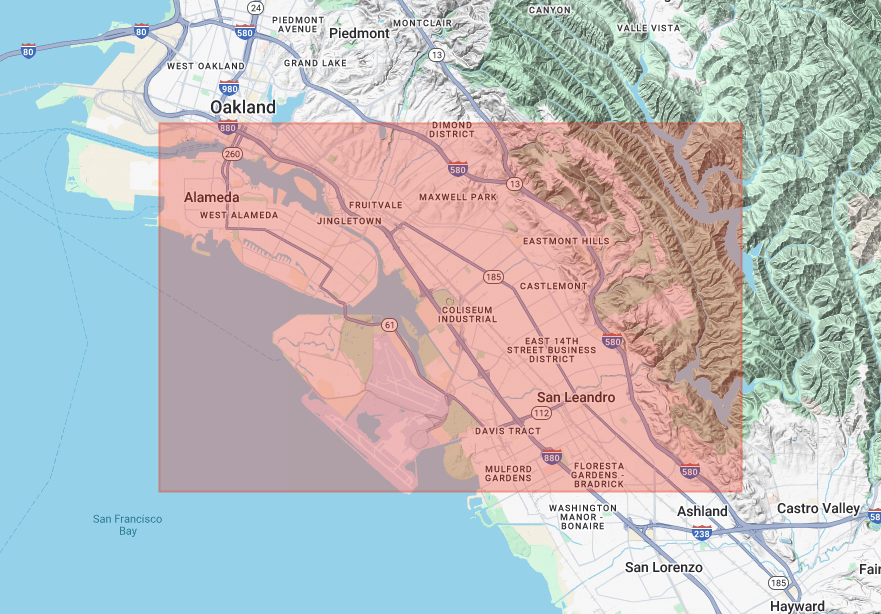 24
PIEDMONT
AVENUE
MONTCLAIR
CANYON
VALLE VISTA
80
80
580
Piedmont
13
WEST OAKLAND
GRAND LAKE
980
Oakland
880
DIMOND
DISTRICT
260
580
13
Alameda
WEST ALAMEDA
FRUITVALE
MAXWELL PARK
JINGLETOWN
EASTMONT HILLS
185
CASTLEMONT
COLISEUM
INDUSTRIAL
61
580
EAST 14TH
STREET BUSINESS
DISTRICT
San Leandro
112
DAVIS TRACT
880
MULFORD
GARDENS
FLORESTA
GARDENS -
BRADRICK
580
San Francisco
Bay
WASHINGTON
MANOR -
BONAIRE
Ashland
Castro Valley
58
238
San Lorenzo
Fair
185
Hayward